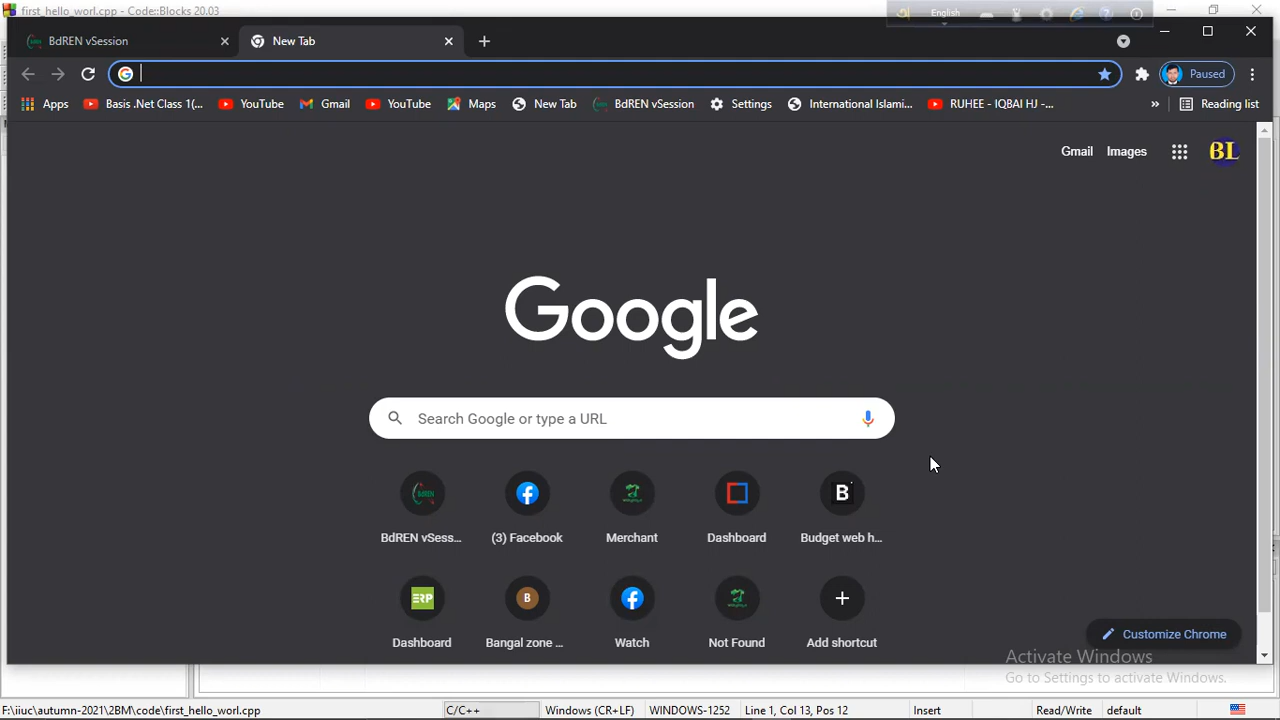 first_hello_worl.cpp - Code::Blocks 20.03
English
BdREN vSession
New Tab
Paused
Apps
Basis .Net Class 1(...
YouTube
Gmail
YouTube
Maps
New Tab
BdREN vSession
Settings
International Islami...
RUHEE - IQBAl HJ -...
»
Reading list
Gmail
Images
BL
Google
Search Google or type a URL
BdREN vSess...
(3) Facebook
Merchant
Dashboard
B
Budget web h...
ERP
Dashboard
B
Bangal zone ...
Watch
Not Found
Add shortcut
Customize Chrome
Activate Windows
Go to Settings to activate Windows.
F:\iiuc\autumn-2021\2BM\code\first_hello_worl.cpp
C/C++
Windows (CR+LF)
WINDOWS-1252
Line 1, Col 13, Pos 12
Insert
Read/Write
default